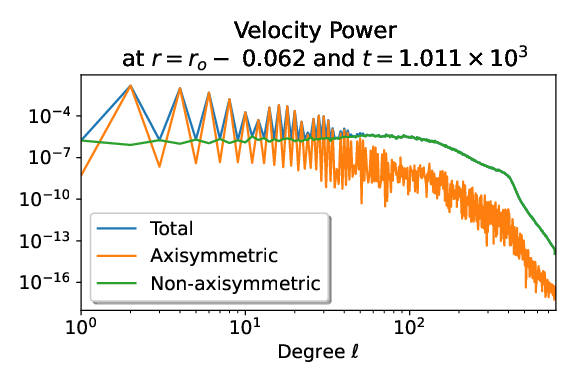 Velocity Power
at r = r_o − 0.062 and t = 1.011 × 10^3
10^−4
10^−7
10^−10
10^−13
10^−16
Total
Axisymmetric
Non-axisymmetric
10^0 10^1 10^2
Degree ℓ